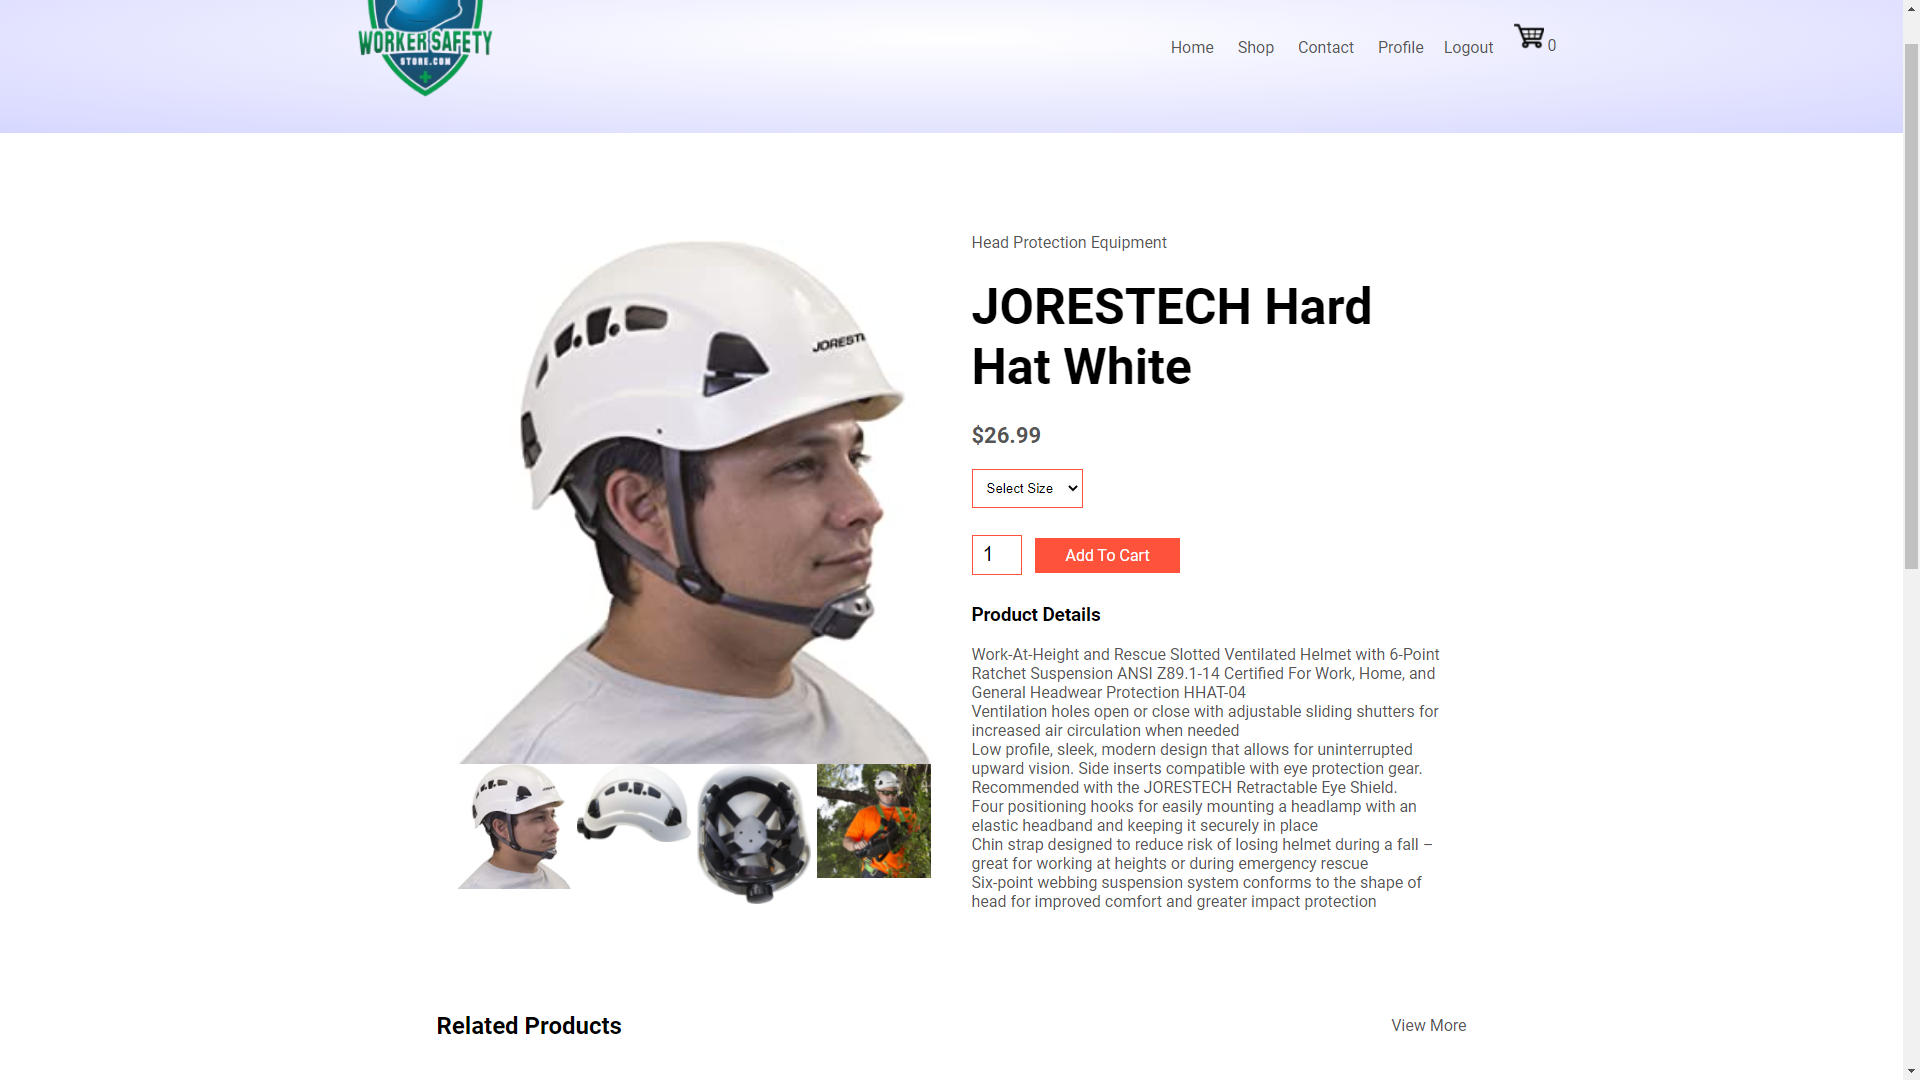 WORKER SAFETY
STORE.COM
Home Shop Contact Profile Logout 0
Head Protection Equipment
JORESTECH Hard
Hat White
$26.99
Select Size
1 Add To Cart
Product Details
Work-At-Height and Rescue Slotted Ventilated Helmet with 6-Point
Ratchet Suspension ANSI Z89.1-14 Certified For Work, Home, and
General Headwear Protection HHAT-04
Ventilation holes open or close with adjustable sliding shutters for
increased air circulation when needed
Low profile, sleek, modern design that allows for uninterrupted
upward vision. Side inserts compatible with eye protection gear.
Recommended with the JORESTECH Retractable Eye Shield.
Four positioning hooks for easily mounting a headlamp with an
elastic headband and keeping it securely in place
Chin strap designed to reduce risk of losing helmet during a fall –
great for working at heights or during emergency rescue
Six-point webbing suspension system conforms to the shape of
head for improved comfort and greater impact protection
Related Products
View More